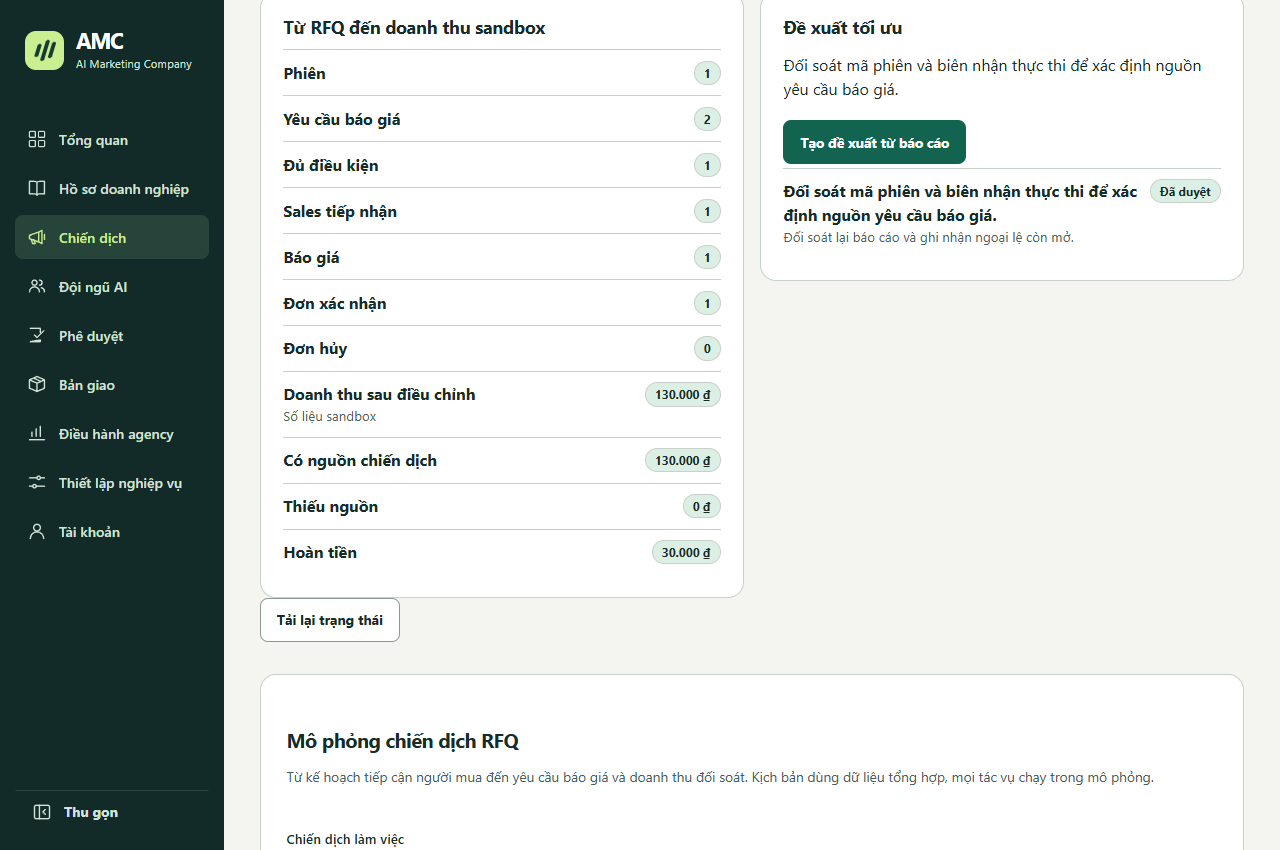 AMC
AI Marketing Company
Tổng quan
Hồ sơ doanh nghiệp
Chiến dịch
Đội ngũ AI
Phê duyệt
Bản giao
Điều hành agency
Thiết lập nghiệp vụ
Tài khoản
Thu gọn
Từ RFQ đến doanh thu sandbox
Phiên 1
Yêu cầu báo giá 2
Đủ điều kiện 1
Sales tiếp nhận 1
Báo giá 1
Đơn xác nhận 1
Đơn hủy 0
Doanh thu sau điều chỉnh 130.000 ₫
Số liệu sandbox
Có nguồn chiến dịch 130.000 ₫
Thiếu nguồn 0 ₫
Hoàn tiền 30.000 ₫
Tải lại trạng thái
Đề xuất tối ưu
Đối soát mã phiên và biên nhận thực thi để xác định nguồn
yêu cầu báo giá.
Tạo đề xuất từ báo cáo
Đối soát mã phiên và biên nhận thực thi để xác Đã duyệt
định nguồn yêu cầu báo giá.
Đối soát lại báo cáo và ghi nhận ngoại lệ còn mở.
Mô phỏng chiến dịch RFQ
Từ kế hoạch tiếp cận người mua đến yêu cầu báo giá và doanh thu đối soát. Kịch bản dùng dữ liệu tổng hợp, mọi tác vụ chạy trong mô phỏng.
Chiến dịch làm việc